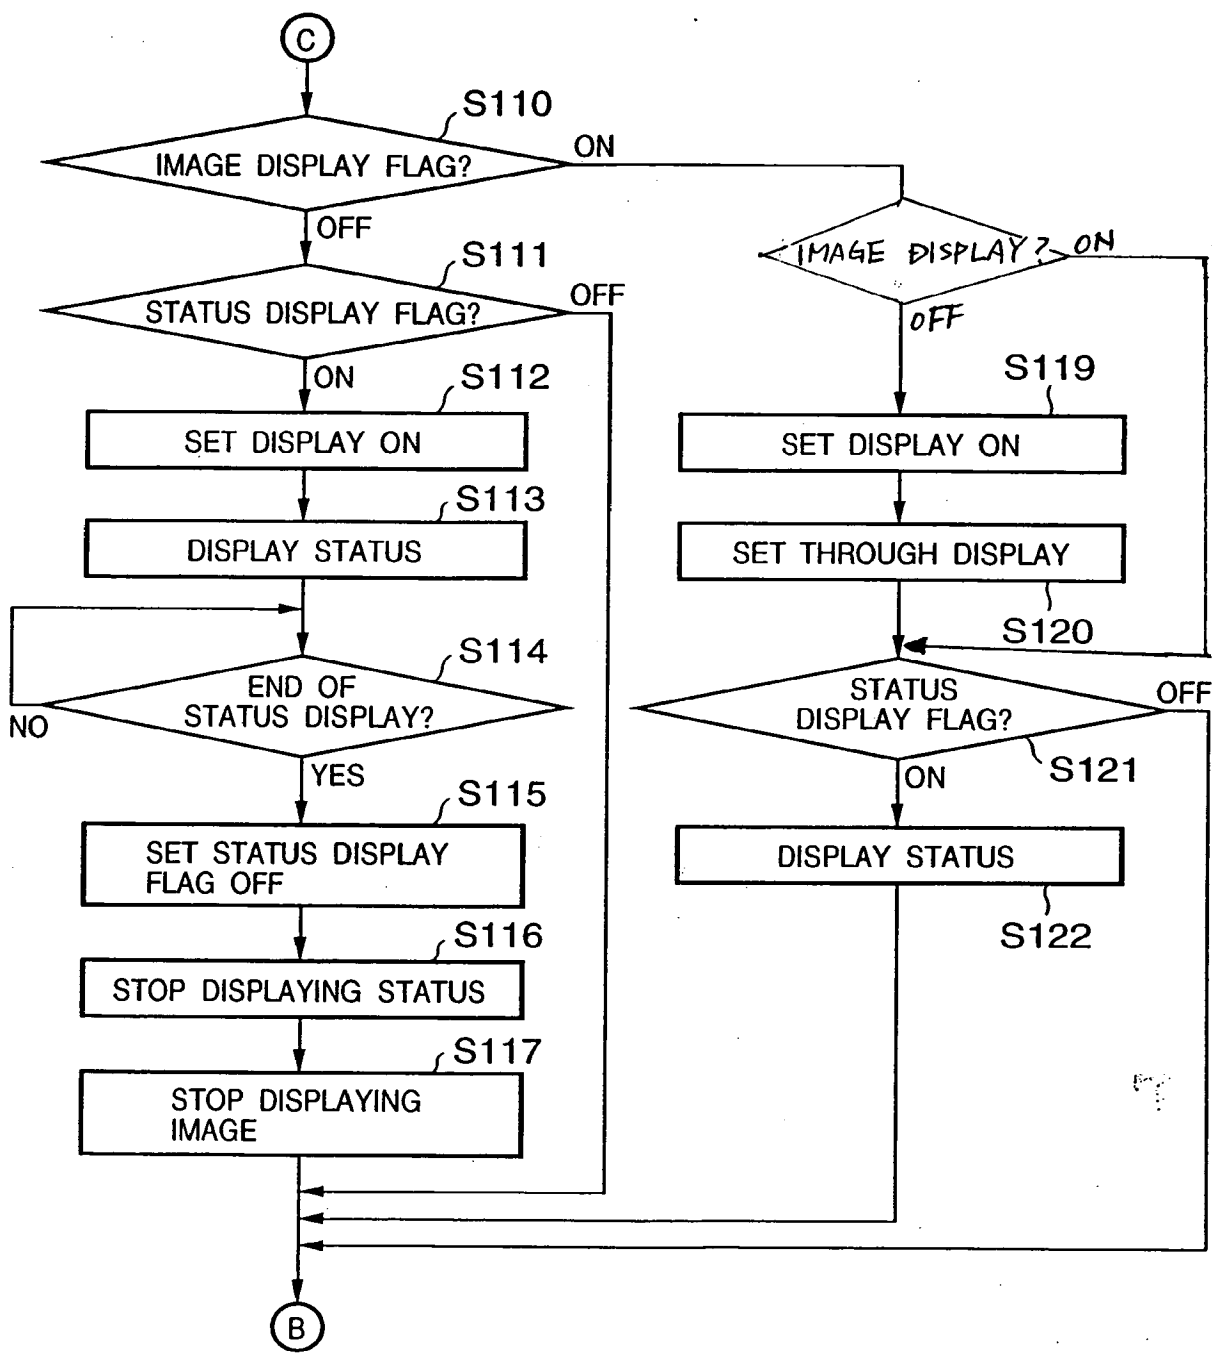 C
S110
IMAGE DISPLAY FLAG?
ON
OFF
S111
STATUS DISPLAY FLAG?
OFF
ON
S112
SET DISPLAY ON
S113
DISPLAY STATUS
S114
END OF
STATUS DISPLAY?
NO
YES
S115
SET STATUS DISPLAY
FLAG OFF
S116
STOP DISPLAYING STATUS
S117
STOP DISPLAYING
IMAGE
IMAGE DISPLAY?
ON
OFF
S119
SET DISPLAY ON
SET THROUGH DISPLAY
S120
STATUS
DISPLAY FLAG?
OFF
S121
ON
DISPLAY STATUS
S122
B